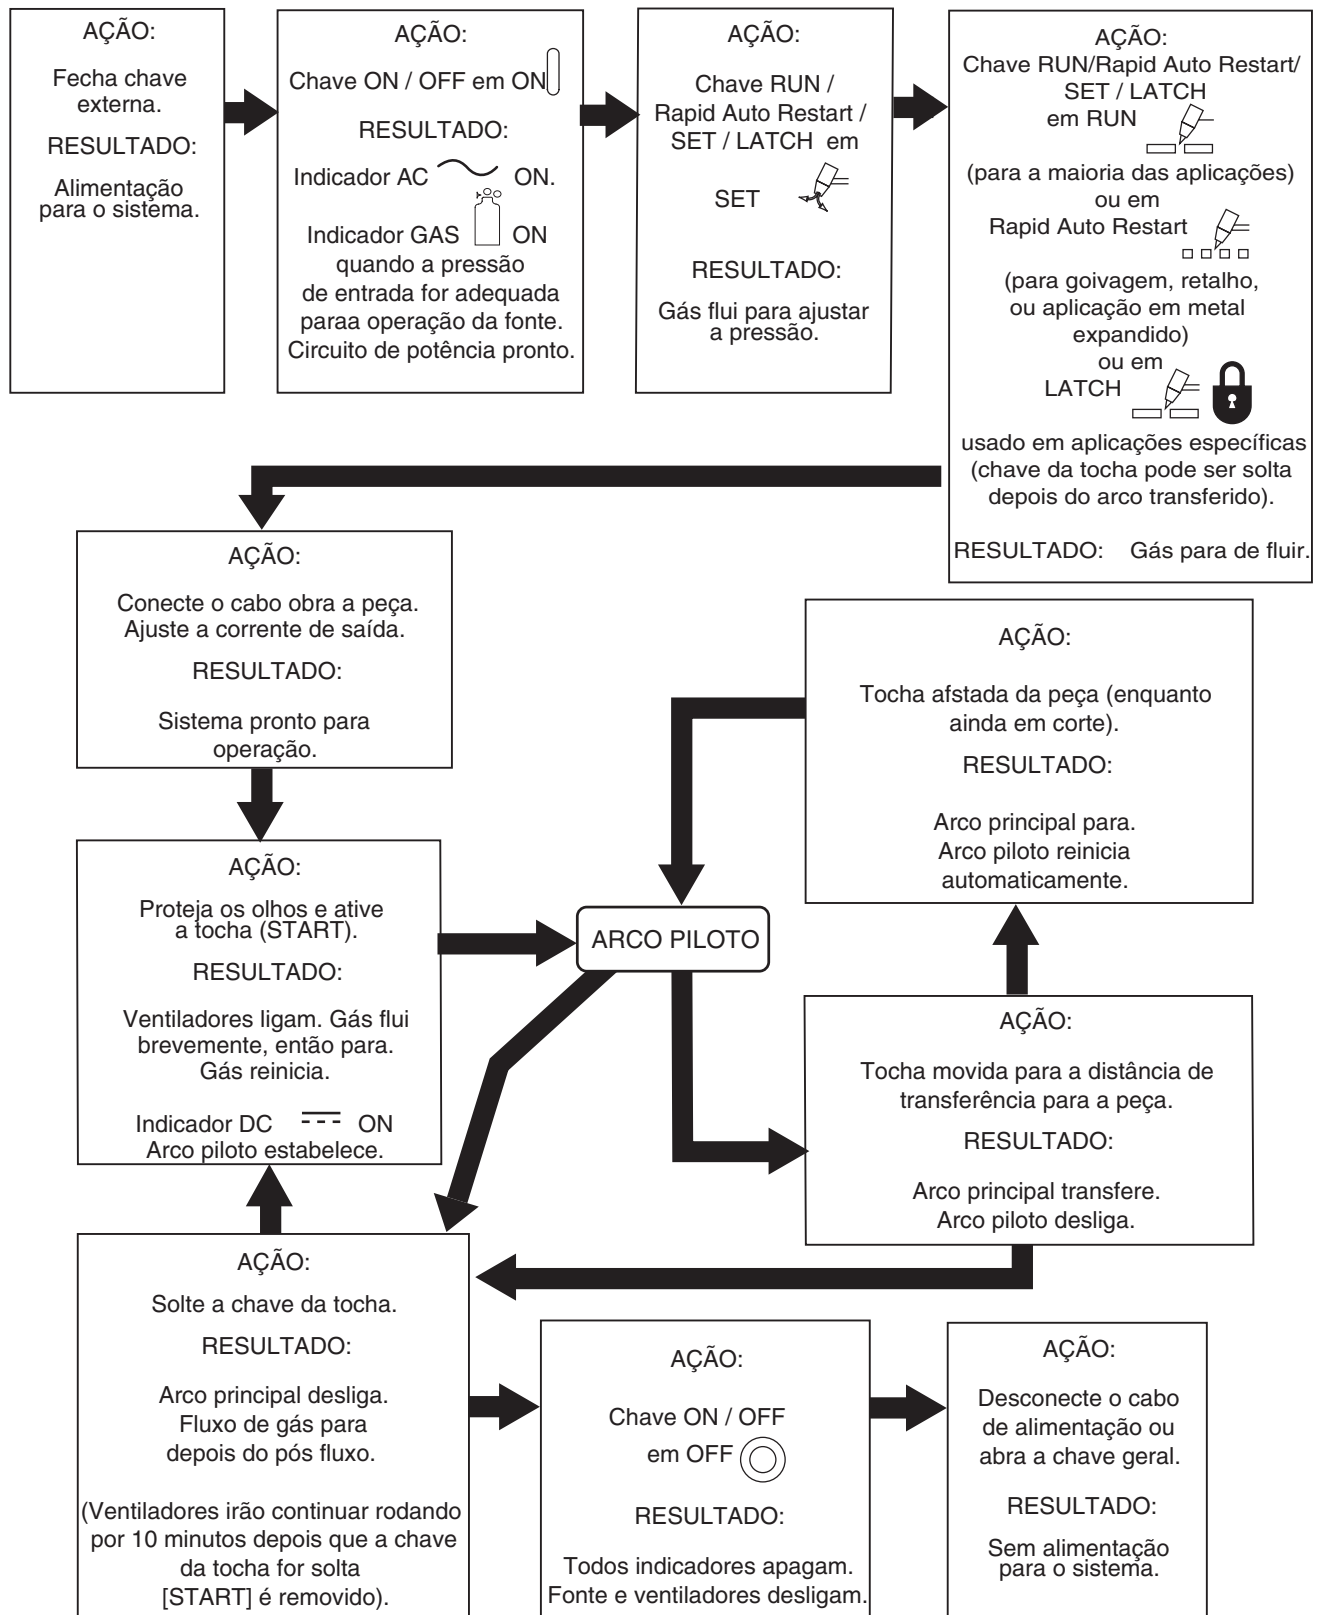 AÇÃO:
Fecha chave
externa.
RESULTADO:
Alimentação
para o sistema.
AÇÃO:
Chave ON / OFF em ON
RESULTADO:
Indicador AC ON.
Indicador GAS ON
quando a pressão
de entrada for adequada
paraa operação da fonte.
Circuito de potência pronto.
AÇÃO:
Chave RUN /
Rapid Auto Restart /
SET / LATCH em
SET
RESULTADO:
Gás flui para ajustar
a pressão.
AÇÃO:
Chave RUN/Rapid Auto Restart/
SET / LATCH
em RUN
(para a maioria das aplicações)
ou em
Rapid Auto Restart
(para goivagem, retalho,
ou aplicação em metal
expandido)
ou em
LATCH
usado em aplicações específicas
(chave da tocha pode ser solta
depois do arco transferido).
RESULTADO: Gás para de fluir.
AÇÃO:
Conecte o cabo obra a peça.
Ajuste a corrente de saída.
RESULTADO:
Sistema pronto para
operação.
AÇÃO:
Proteja os olhos e ative
a tocha (START).
RESULTADO:
Ventiladores ligam. Gás flui
brevemente, então para.
Gás reinicia.
Indicador DC ON
Arco piloto estabelece.
ARCO PILOTO
AÇÃO:
Tocha afstada da peça (enquanto
ainda em corte).
RESULTADO:
Arco principal para.
Arco piloto reinicia
automaticamente.
AÇÃO:
Tocha movida para a distância de
transferência para a peça.
RESULTADO:
Arco principal transfere.
Arco piloto desliga.
AÇÃO:
Solte a chave da tocha.
RESULTADO:
Arco principal desliga.
Fluxo de gás para
depois do pós fluxo.
(Ventiladores irão continuar rodando
por 10 minutos depois que a chave
da tocha for solta
[START] é removido).
AÇÃO:
Chave ON / OFF
em OFF
RESULTADO:
Todos indicadores apagam.
Fonte e ventiladores desligam.
AÇÃO:
Desconecte o cabo
de alimentação ou
abra a chave geral.
RESULTADO:
Sem alimentação
para o sistema.